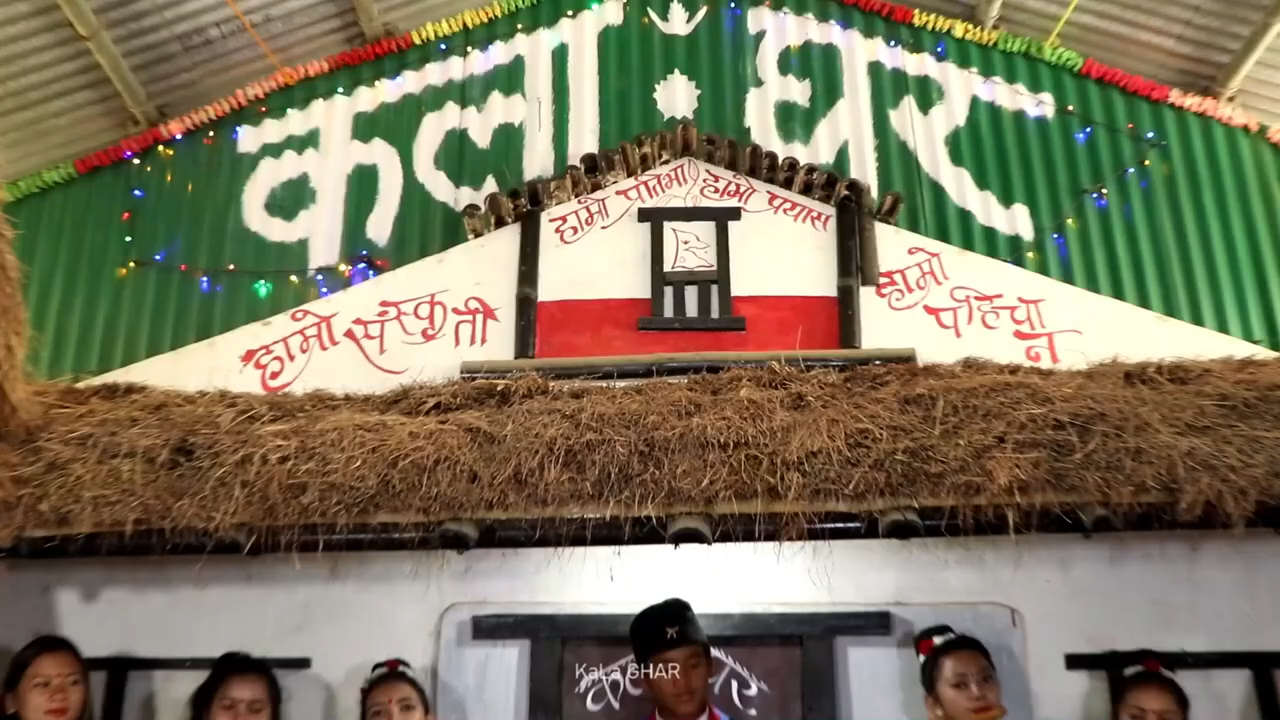 कला घर
हाम्रो प्रतिभा हाम्रो प्रयास
हाम्रो संस्कृती
हाम्रो
पहिचा
न
KaLa GHAR